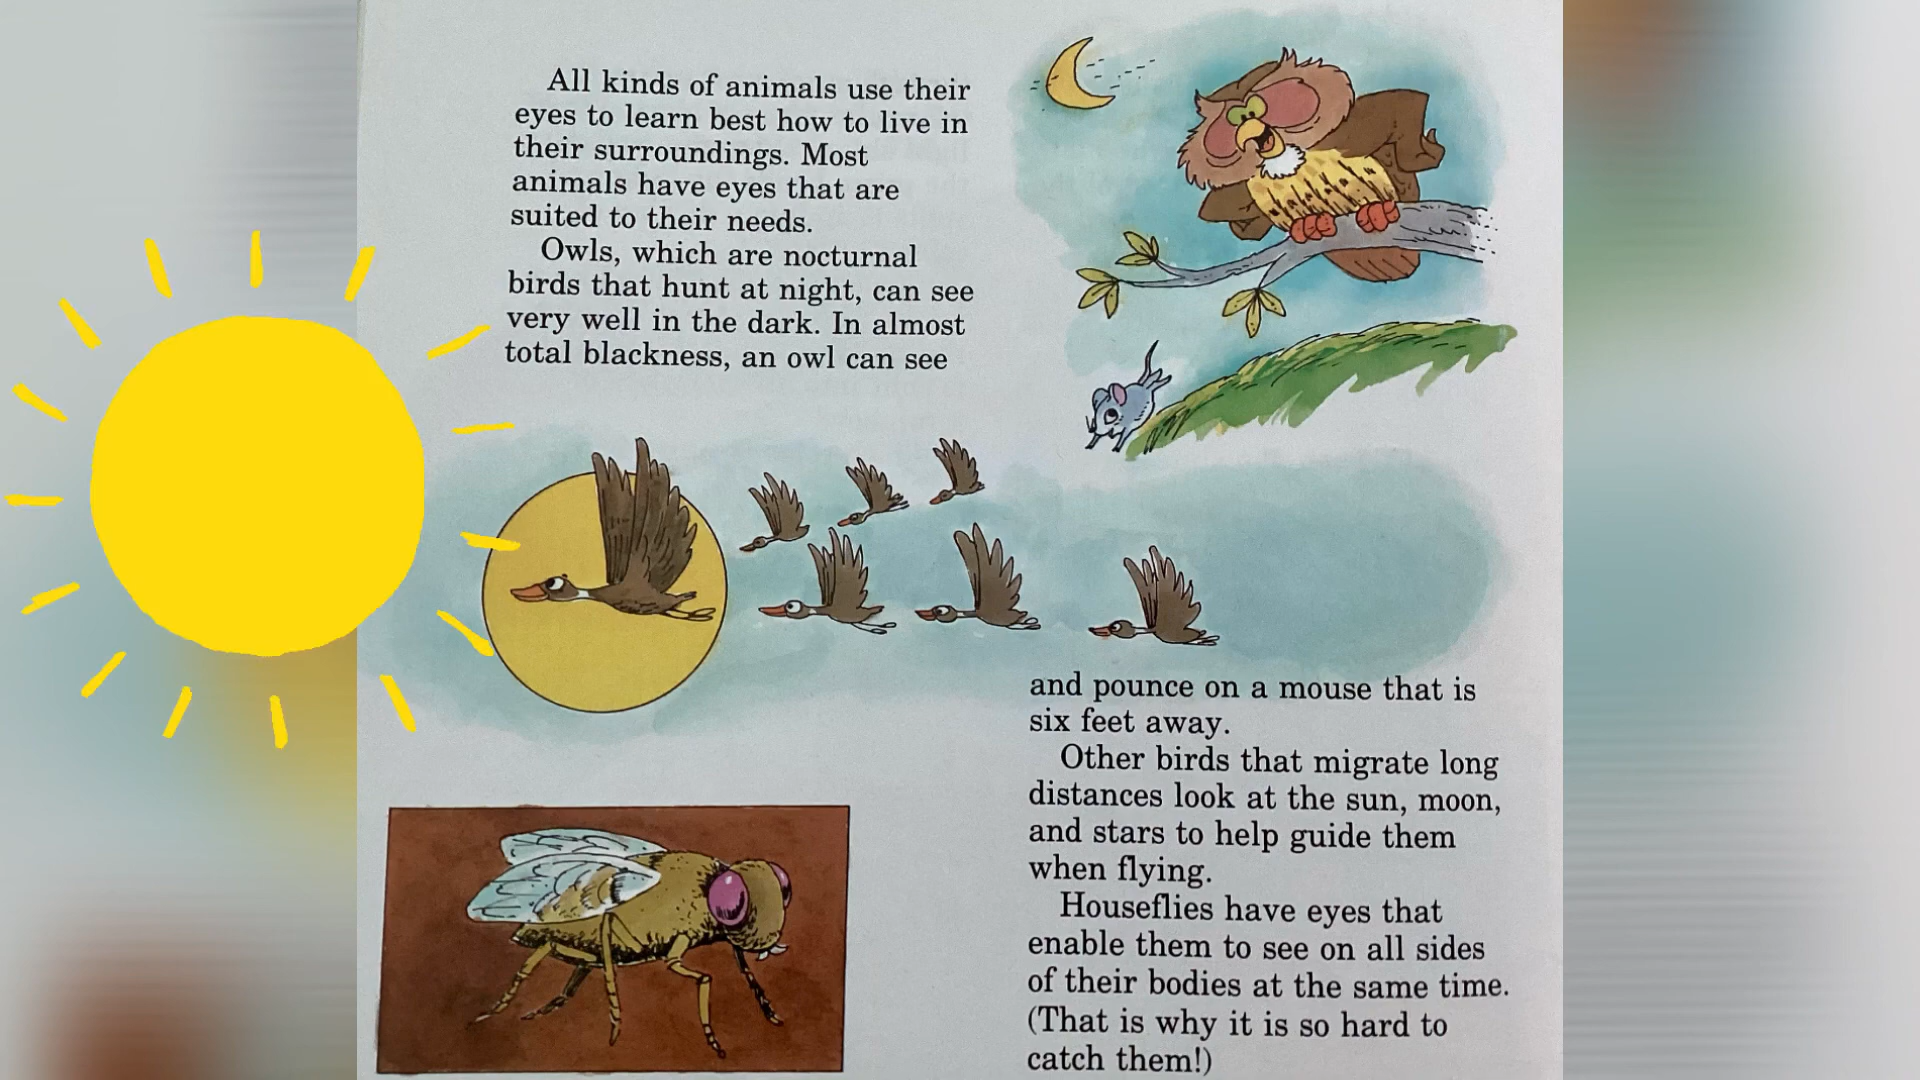 All kinds of animals use their
eyes to learn best how to live in
their surroundings. Most
animals have eyes that are
suited to their needs.
Owls, which are nocturnal
birds that hunt at night, can see
very well in the dark. In almost
total blackness, an owl can see
and pounce on a mouse that is
six feet away.
Other birds that migrate long
distances look at the sun, moon,
and stars to help guide them
when flying.
Houseflies have eyes that
enable them to see on all sides
of their bodies at the same time.
(That is why it is so hard to
catch them!)